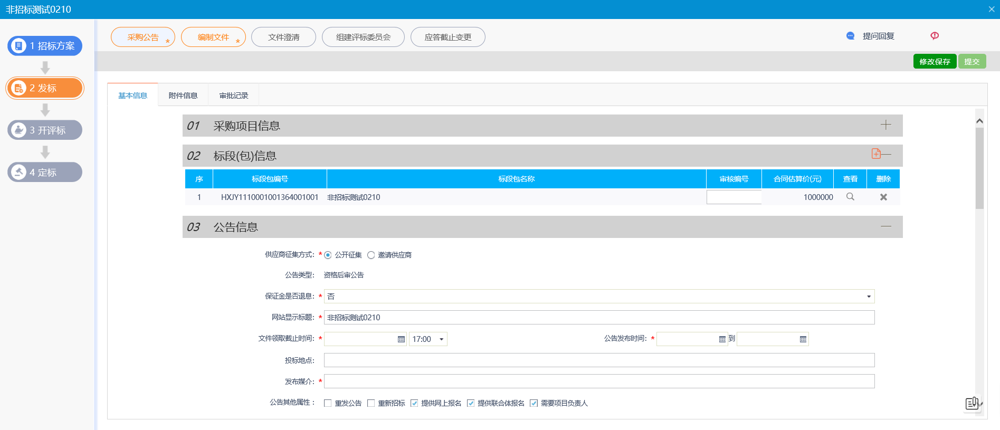 非招标测试0210
1 招标方案
2 发标
3 开评标
4 定标
采购公告 *
编制文件 *
文件澄清
组建评标委员会
应答截止变更
提问回复
修改保存
提交
基本信息
附件信息
审批记录
01 采购项目信息
02 标段(包)信息
序 标段包编号 标段包名称 审核编号 合同估算价(元) 查看 删除
1 HXJY1110001001364001001 非招标测试0210 1000000
03 公告信息
供应商征集方式: * 公开征集 邀请供应商
公告类型: 资格后审公告
保证金是否退息: * 否
网站显示标题: * 非招标测试0210
文件领取截止时间: * 17:00 公告发布时间: * 到
投标地点:
发布媒介: *
公告其他属性: 重发公告 重新招标 提供网上报名 提供联合体报名 需要项目负责人